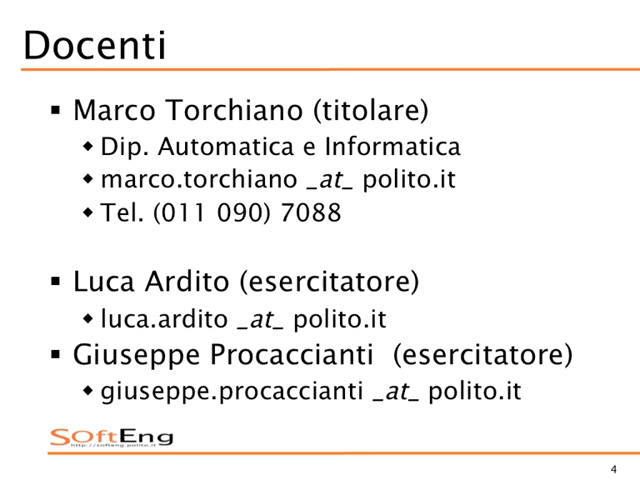 Docenti
▪ Marco Torchiano (titolare)
◆ Dip. Automatica e Informatica
◆ marco.torchiano _at_ polito.it
◆ Tel. (011 090) 7088
▪ Luca Ardito (esercitatore)
◆ luca.ardito _at_ polito.it
▪ Giuseppe Procaccianti (esercitatore)
◆ giuseppe.procaccianti _at_ polito.it
SOftEng
http://softeng.polito.it
4